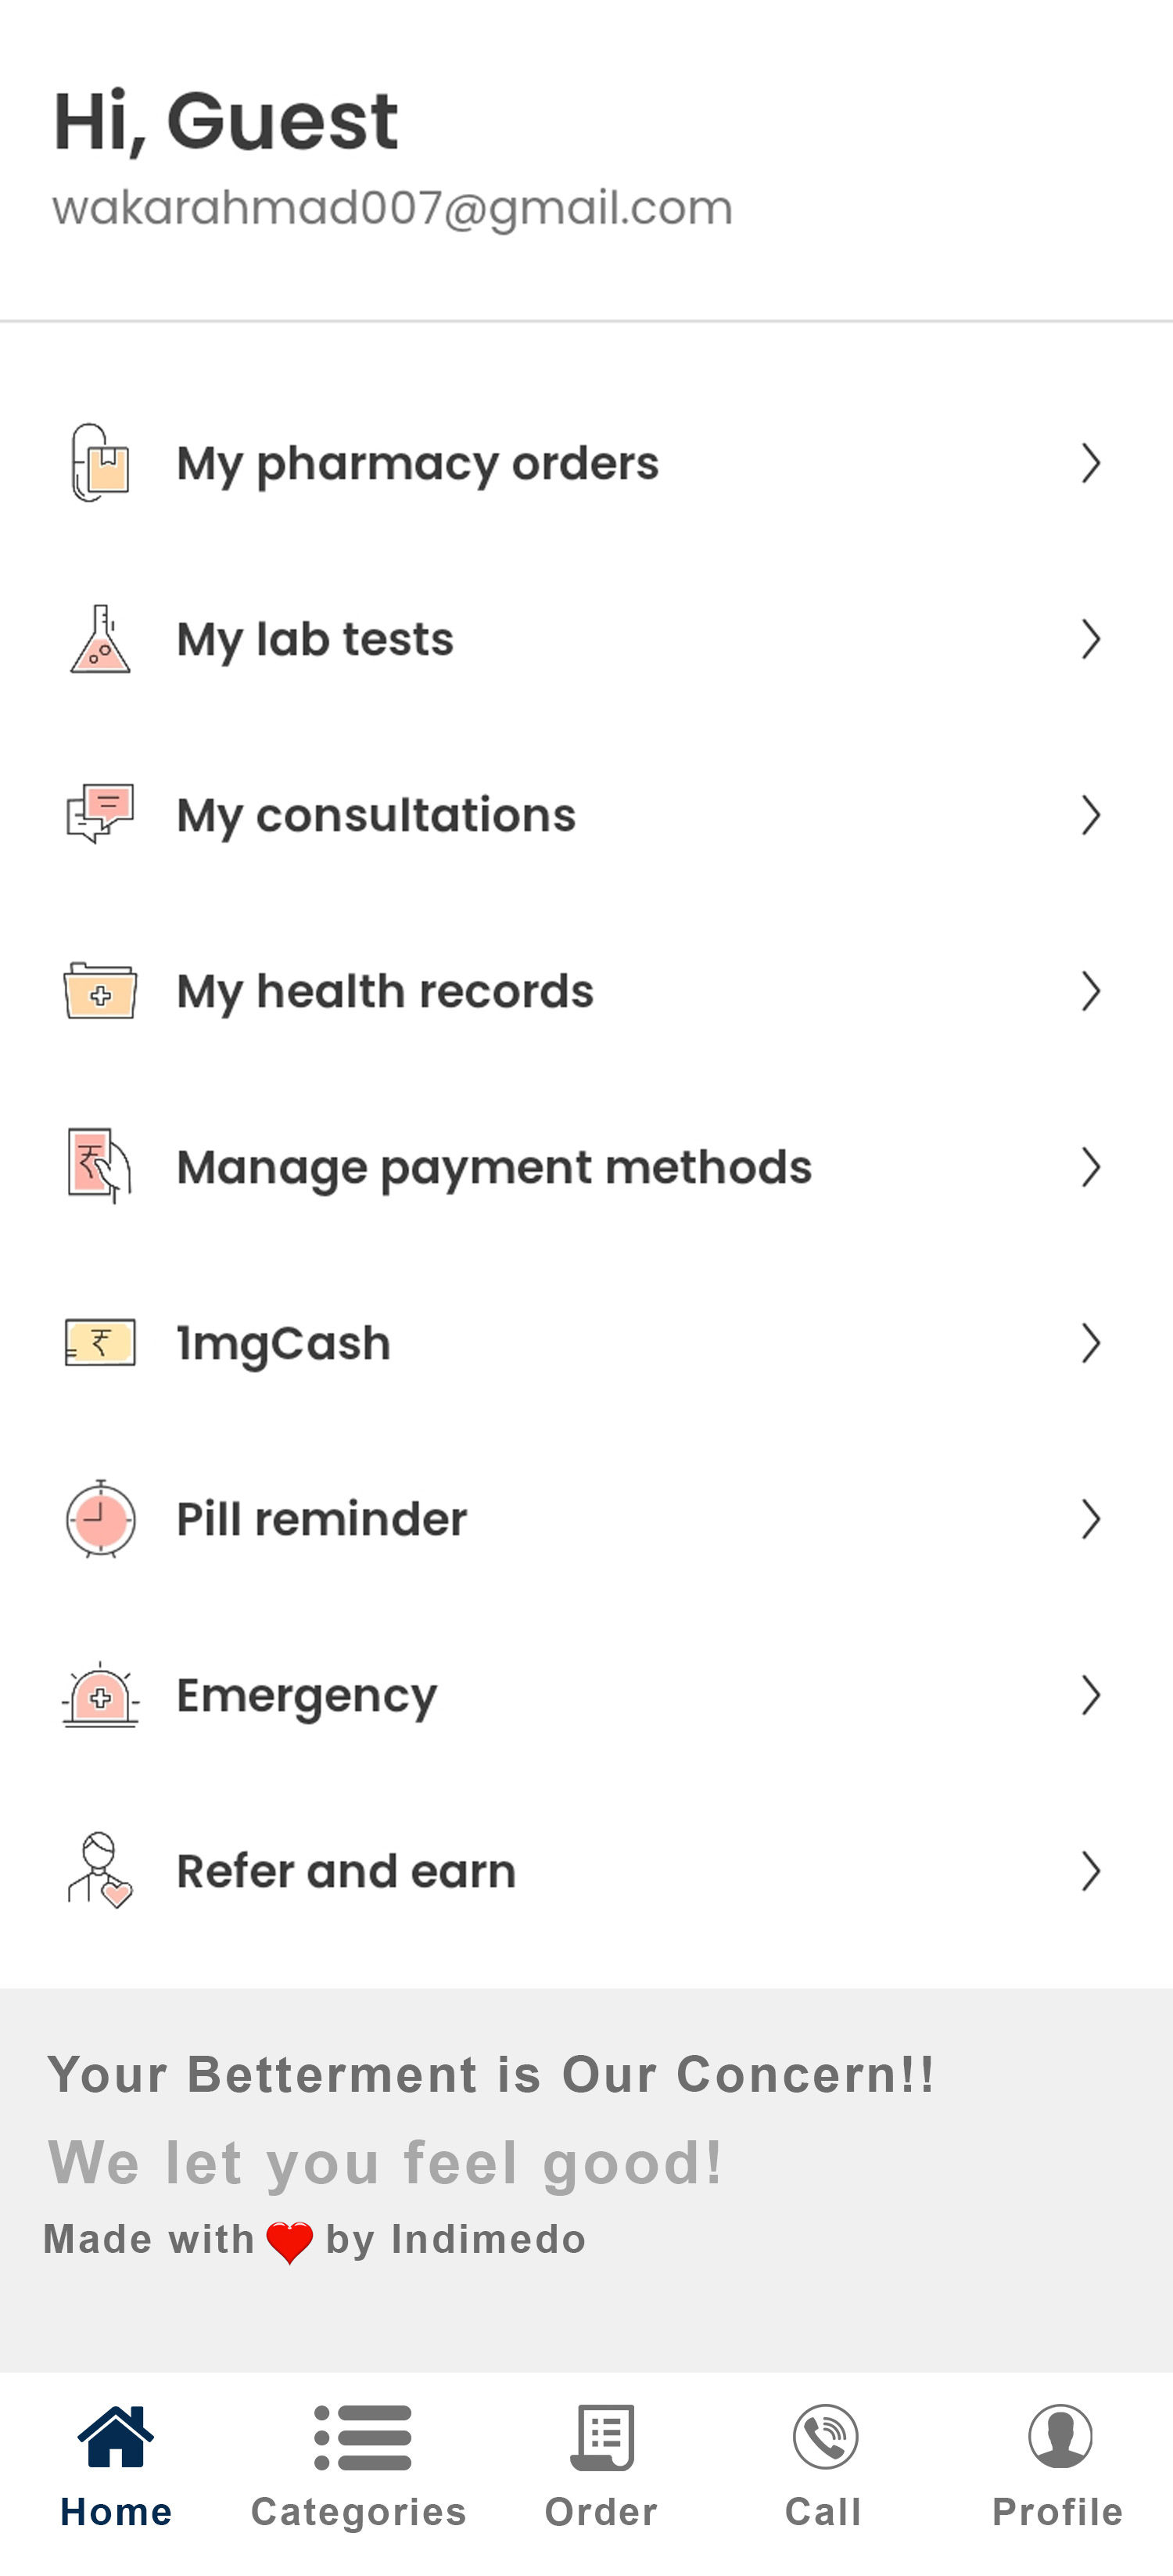 Hi, Guest
wakarahmad007@gmail.com
My pharmacy orders
My lab tests
My consultations
My health records
Manage payment methods
₹
1mgCash
₹
Pill reminder
Emergency
Refer and earn
Your Betterment is Our Concern!!
We let you feel good!
Made with ❤ by Indimedo
Home Categories Order Call Profile